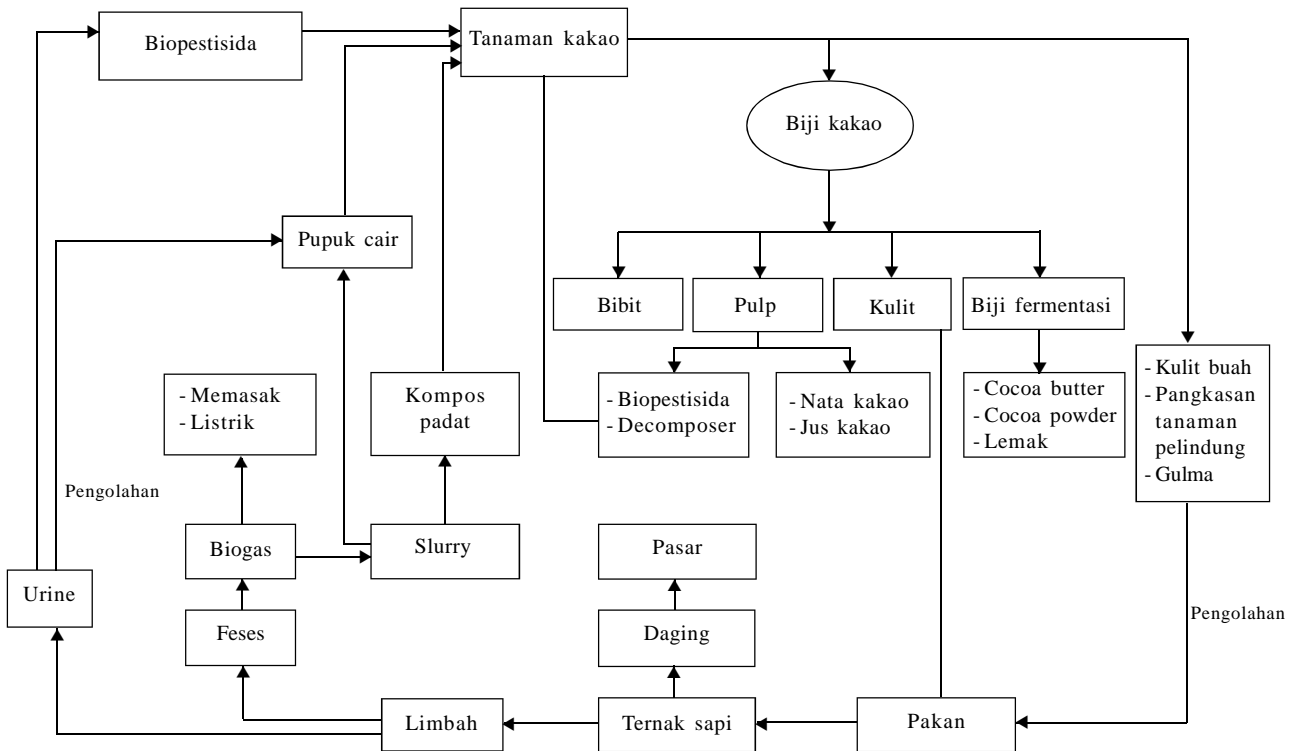 Biopestisida
Tanaman kakao
Biji kakao
Pupuk cair
Bibit
Pulp
Kulit
Biji fermentasi
- Memasak
- Listrik
Kompos
padat
- Biopestisida
- Decomposer
- Nata kakao
- Jus kakao
- Cocoa butter
- Cocoa powder
- Lemak
- Kulit buah
- Pangkasan
tanaman
pelindung
- Gulma
Pengolahan
Biogas
Slurry
Pasar
Urine
Feses
Daging
Pengolahan
Limbah
Ternak sapi
Pakan